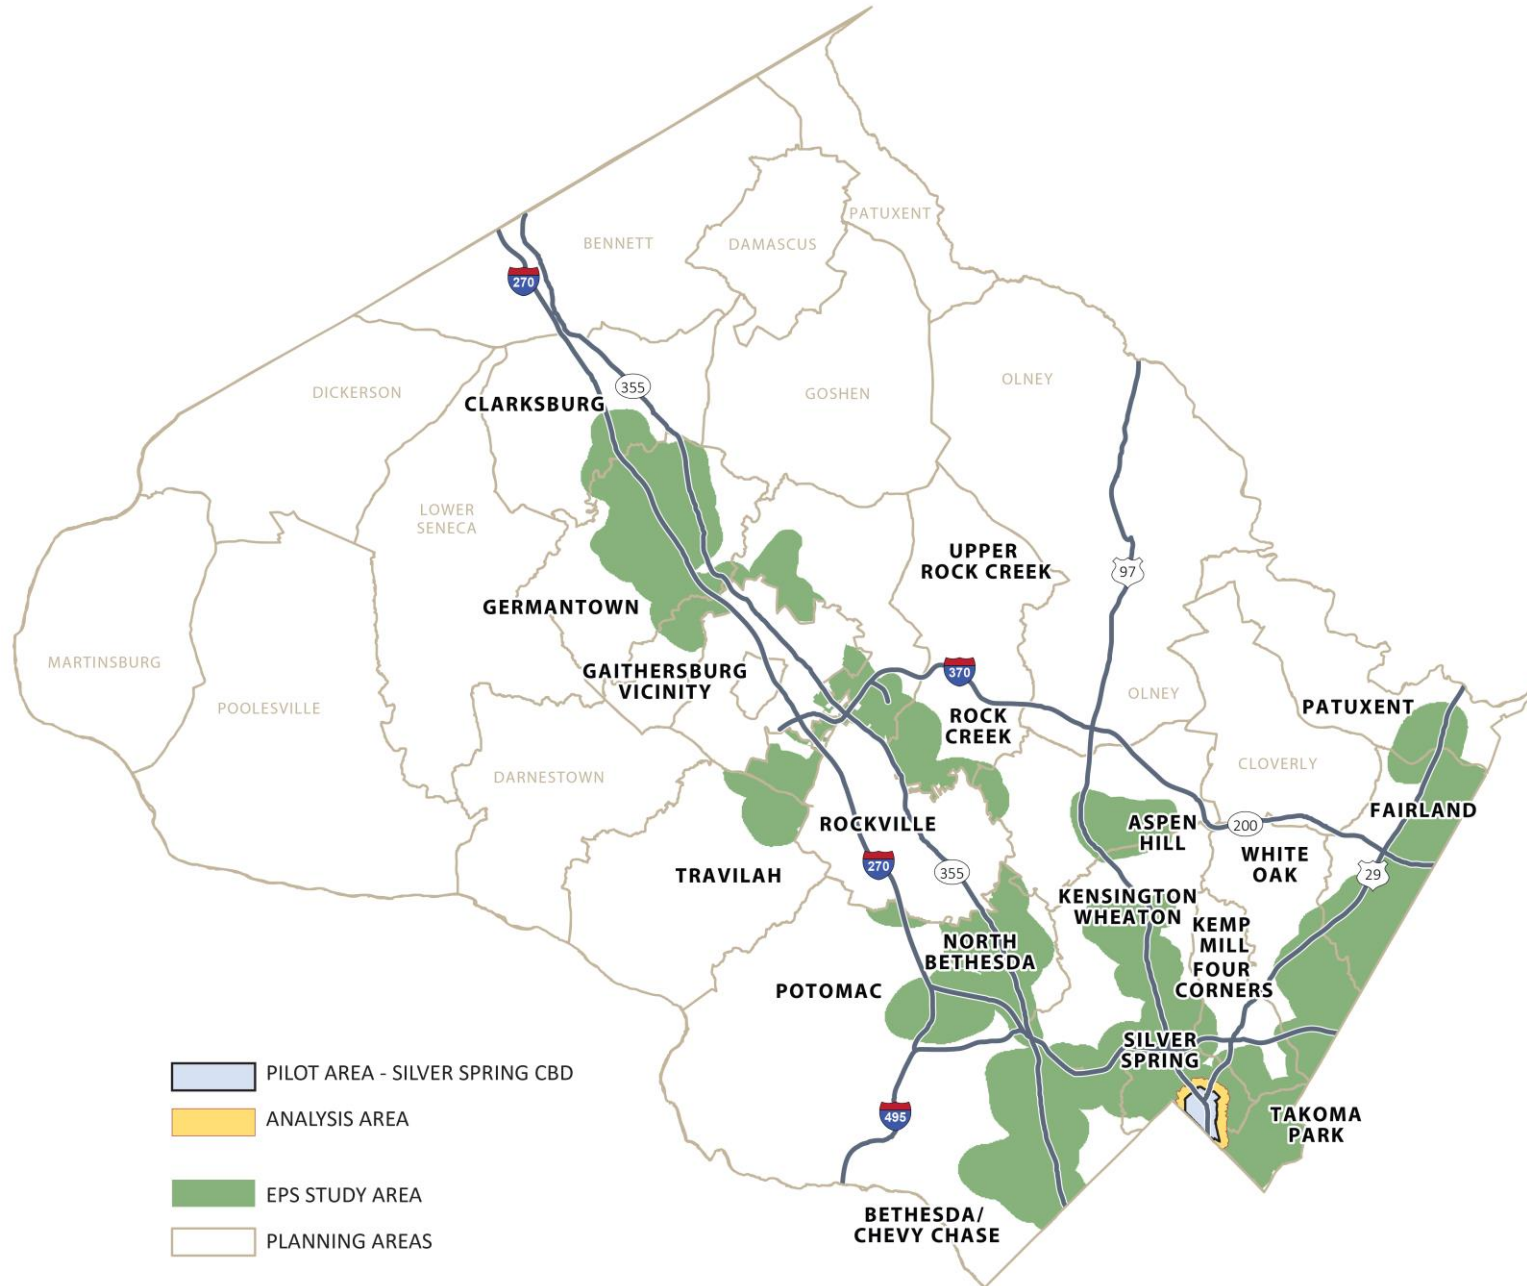 PATUXENT
BENNETT
DAMASCUS
270
355
DICKERSON
CLARKSBURG
GOSHEN
OLNEY
LOWER
SENECA
UPPER
ROCK CREEK
97
GERMANTOWN
MARTINSBURG
GAITHERSBURG
VICINITY
370
OLNEY
POOLESVILLE
ROCK
CREEK
PATUXENT
DARNESTOWN
CLOVERLY
ROCKVILLE
ASPEN
HILL
200
FAIRLAND
TRAVILAH
270
355
WHITE
OAK
29
KENSINGTON
WHEATON
KEMP
MILL
NORTH
BETHESDA
FOUR
CORNERS
POTOMAC
SILVER
SPRING
495
TAKOMA
PARK
BETHESDA/
CHEVY CHASE
PILOT AREA - SILVER SPRING CBD
ANALYSIS AREA
EPS STUDY AREA
PLANNING AREAS